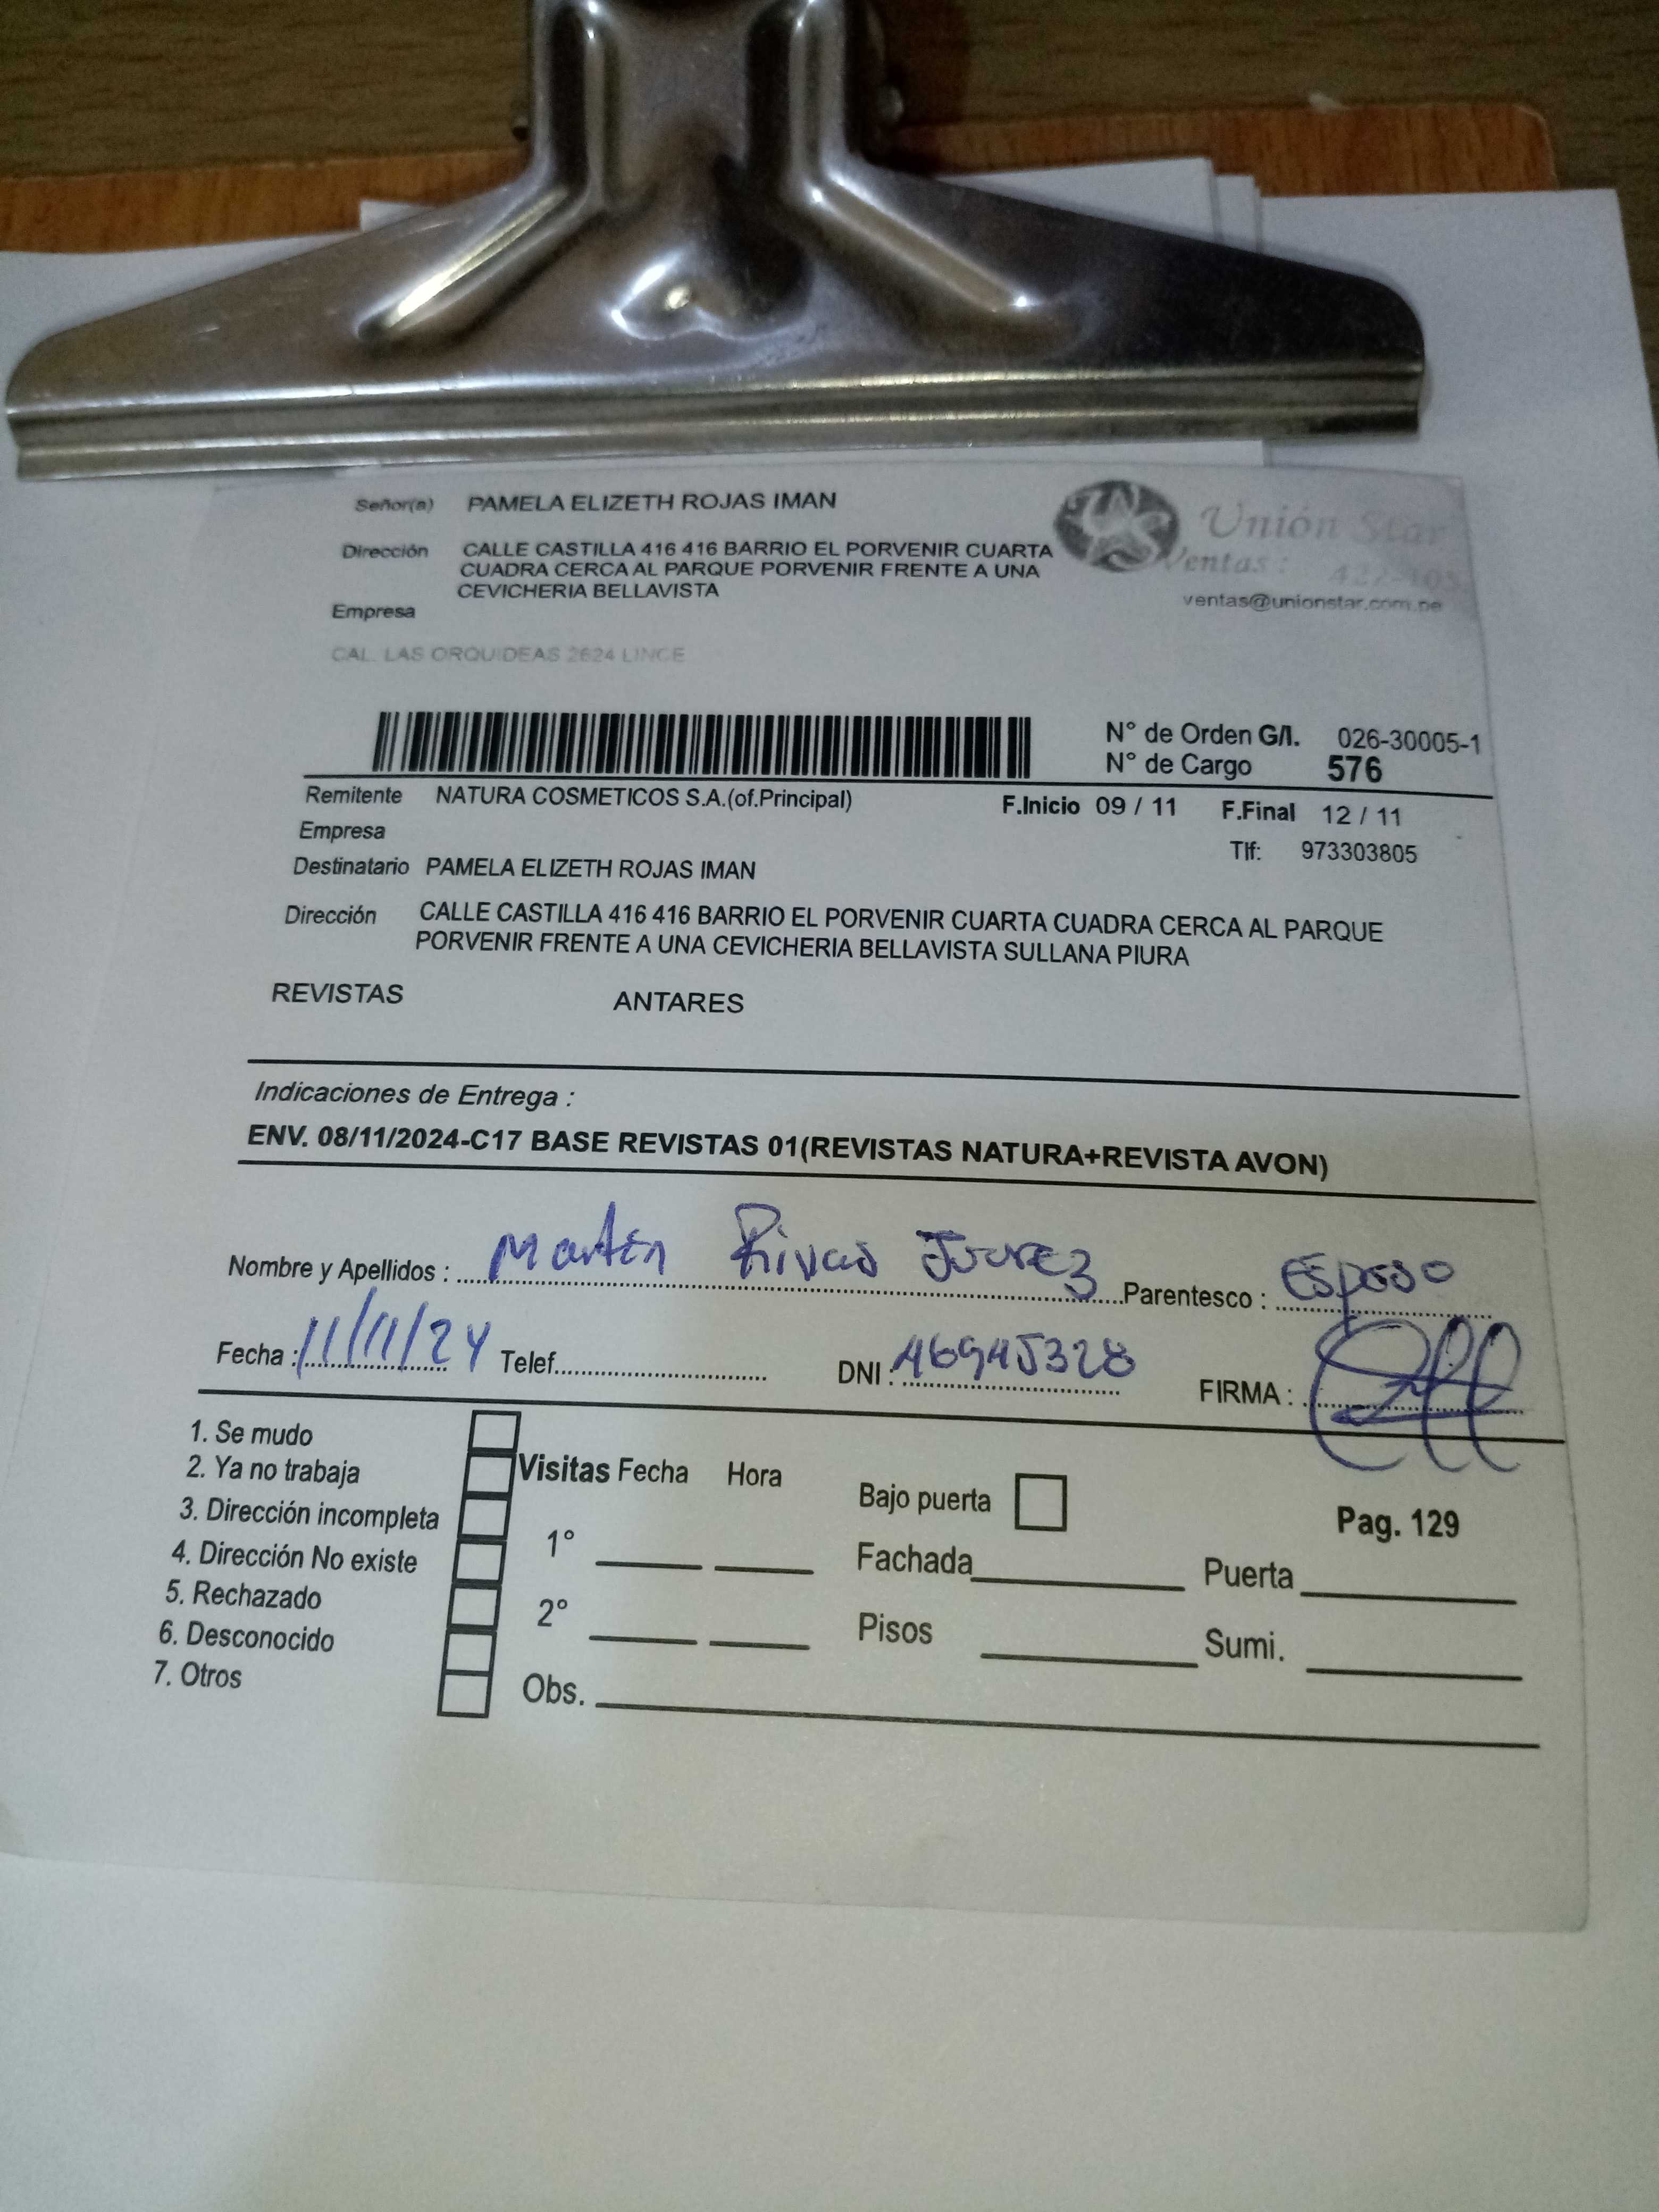 Señor(a) PAMELA ELIZETH ROJAS IMAN
Dirección CALLE CASTILLA 416 416 BARRIO EL PORVENIR CUARTA
CUADRA CERCA AL PARQUE PORVENIR FRENTE A UNA
CEVICHERIA BELLAVISTA
Empresa
CAL. LAS ORQUIDEAS 2624 LINCE
Unión Star
Ventas :
ventas@unionstar.com.pe
N° de Orden G/I. 026-30005-1
N° de Cargo 576
Remitente NATURA COSMETICOS S.A.(of.Principal) F.Inicio 09 / 11 F.Final 12 / 11
Empresa
Tlf: 973303805
Destinatario PAMELA ELIZETH ROJAS IMAN
Dirección CALLE CASTILLA 416 416 BARRIO EL PORVENIR CUARTA CUADRA CERCA AL PARQUE
PORVENIR FRENTE A UNA CEVICHERIA BELLAVISTA SULLANA PIURA
REVISTAS ANTARES
Indicaciones de Entrega :
ENV. 08/11/2024-C17 BASE REVISTAS 01(REVISTAS NATURA+REVISTA AVON)
Nombre y Apellidos : Martin Rivas Juarez Parentesco : esposo
Fecha : 11/11/24 Telef. DNI : 46945328 FIRMA :
1. Se mudo
2. Ya no trabaja
3. Dirección incompleta
4. Dirección No existe
5. Rechazado
6. Desconocido
7. Otros
Visitas Fecha Hora
1°
2°
Obs.
Bajo puerta
Pag. 129
Fachada Puerta
Pisos Sumi.